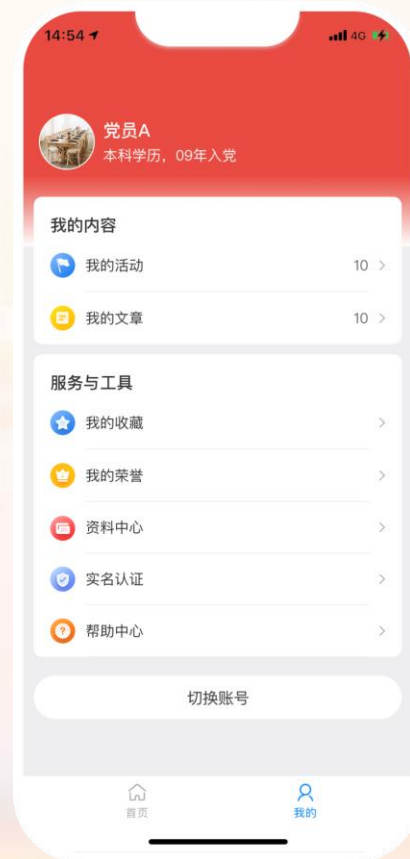 14:54
4G
党员A
本科学历，09年入党
我的内容
我的活动 10
我的文章 10
服务与工具
我的收藏
我的荣誉
资料中心
实名认证
帮助中心
切换账号
首页 我的